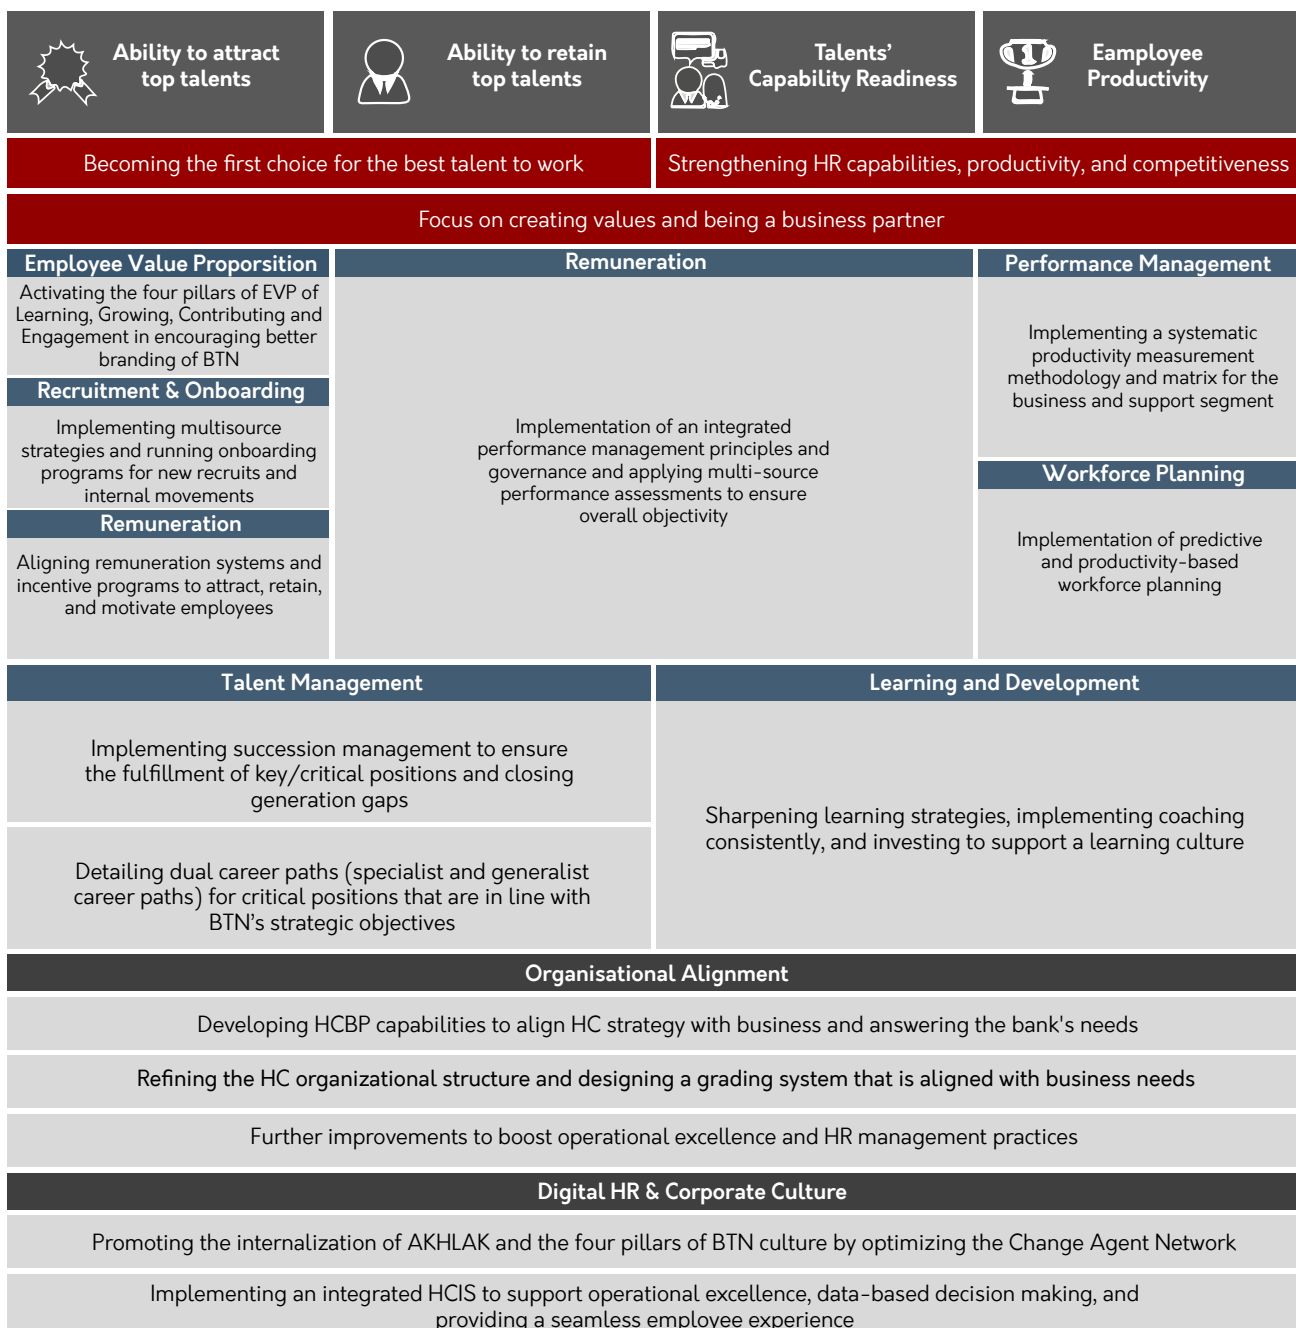 Ability to attract
top talents
Ability to retain
top talents
Talents’
Capability Readiness
1
Eamployee
Productivity
Becoming the first choice for the best talent to work
Strengthening HR capabilities, productivity, and competitiveness
Focus on creating values and being a business partner
Employee Value Proporsition
Activating the four pillars of EVP of
Learning, Growing, Contributing and
Engagement in encouraging better
branding of BTN
Recruitment & Onboarding
Implementing multisource
strategies and running onboarding
programs for new recruits and
internal movements
Remuneration
Aligning remuneration systems and
incentive programs to attract, retain,
and motivate employees
Remuneration
Implementation of an integrated
performance management principles and
governance and applying multi-source
performance assessments to ensure
overall objectivity
Performance Management
Implementing a systematic
productivity measurement
methodology and matrix for the
business and support segment
Workforce Planning
Implementation of predictive
and productivity-based
workforce planning
Talent Management
Implementing succession management to ensure
the fulfillment of key/critical positions and closing
generation gaps
Detailing dual career paths (specialist and generalist
career paths) for critical positions that are in line with
BTN’s strategic objectives
Learning and Development
Sharpening learning strategies, implementing coaching
consistently, and investing to support a learning culture
Organisational Alignment
Developing HCBP capabilities to align HC strategy with business and answering the bank's needs
Refining the HC organizational structure and designing a grading system that is aligned with business needs
Further improvements to boost operational excellence and HR management practices
Digital HR & Corporate Culture
Promoting the internalization of AKHLAK and the four pillars of BTN culture by optimizing the Change Agent Network
Implementing an integrated HCIS to support operational excellence, data-based decision making, and
providing a seamless employee experience